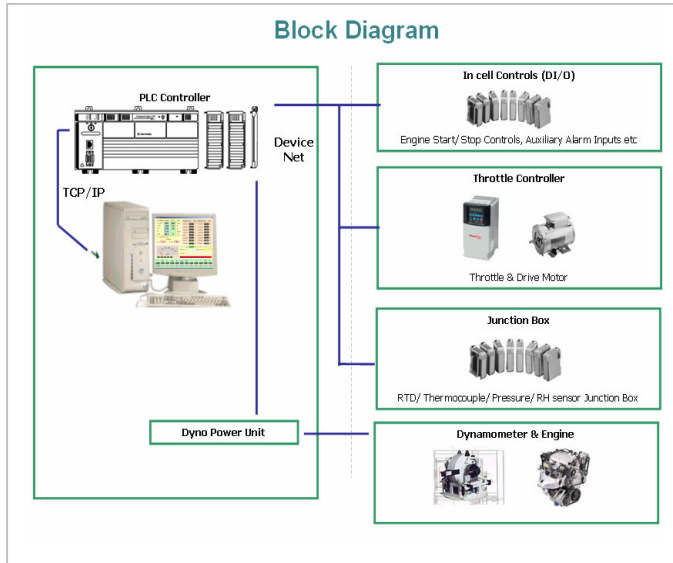 Block Diagram
PLC Controller
Device
Net
TCP/IP
Dyno Power Unit
In cell Controls (DI/O)
Engine Start/Stop Controls, Auxiliary Alarm Inputs etc
Throttle Controller
Throttle & Drive Motor
Junction Box
RTD/ Thermocouple/ Pressure/ RH sensor Junction Box
Dynamometer & Engine